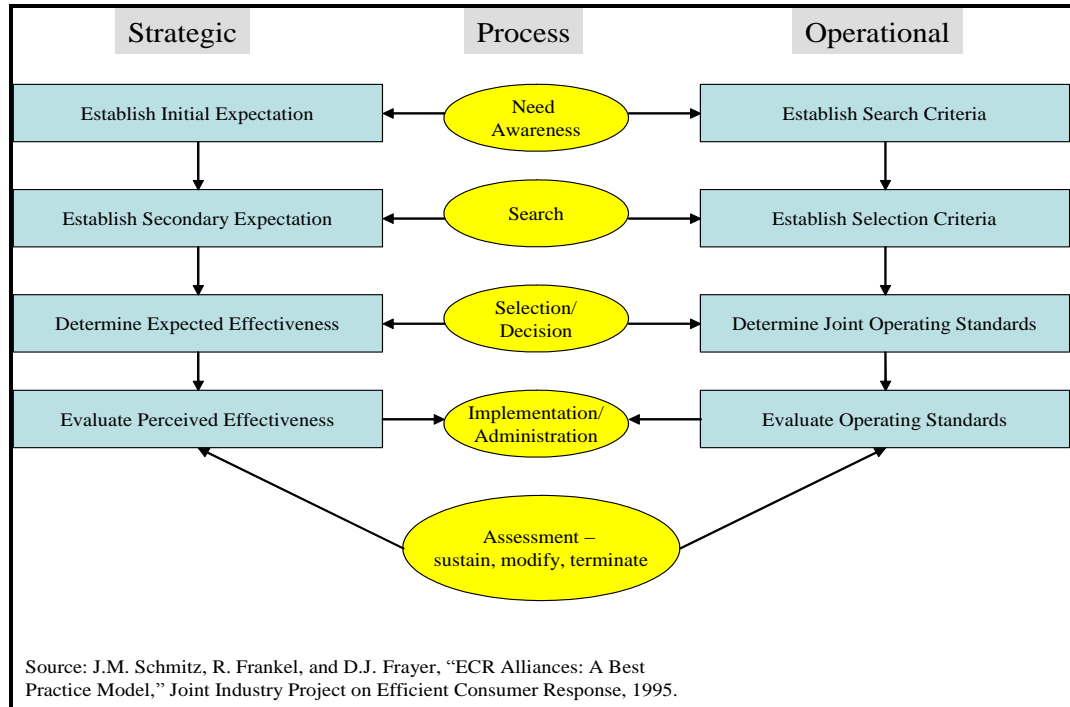 Strategic
Process
Operational
Establish Initial Expectation
Need
Awareness
Establish Search Criteria
Establish Secondary Expectation
Search
Establish Selection Criteria
Determine Expected Effectiveness
Selection/
Decision
Determine Joint Operating Standards
Evaluate Perceived Effectiveness
Implementation/
Administration
Evaluate Operating Standards
Assessment –
sustain, modify, terminate
Source: J.M. Schmitz, R. Frankel, and D.J. Frayer, “ECR Alliances: A Best
Practice Model,” Joint Industry Project on Efficient Consumer Response, 1995.